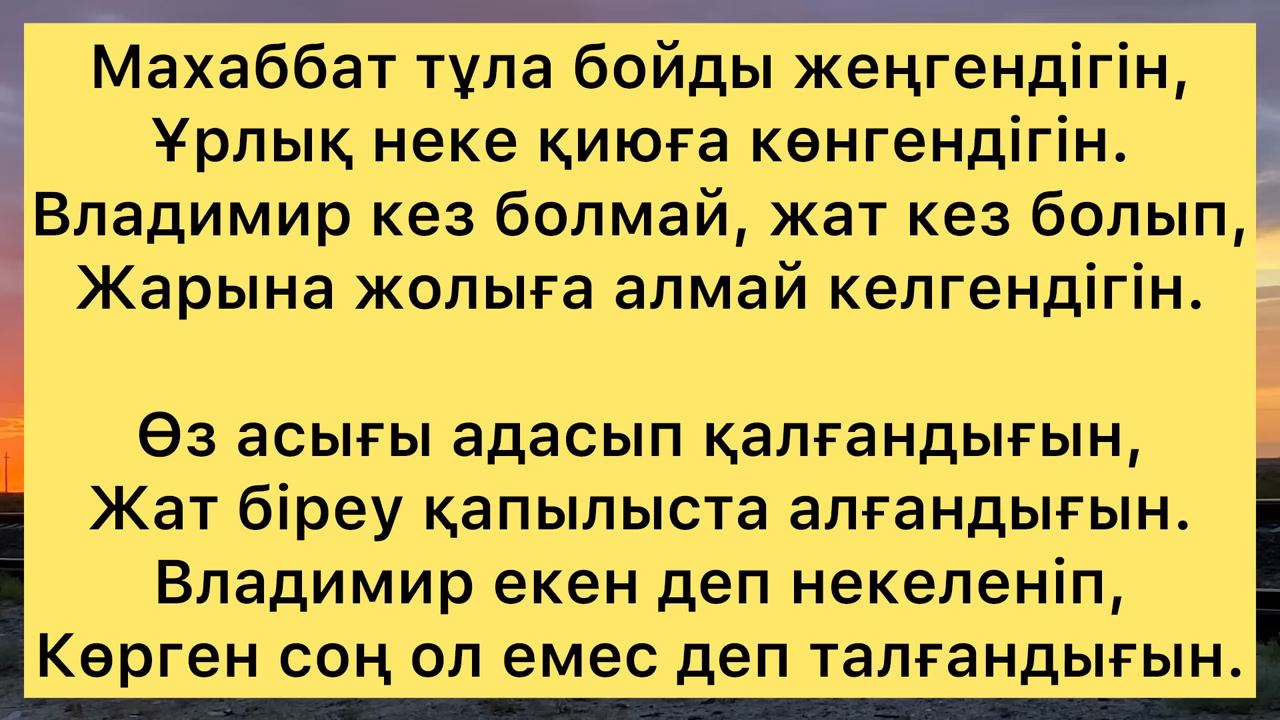 Махаббат тұла бойды жеңгендігін,
Ұрлық неке қиюға көнгендігін.
Владимир кез болмай, жат кез болып,
Жарына жолыға алмай келгендігін.
Өз асығы адасып қалғандығын,
Жат біреу қапылыста алғандығын.
Владимир екен деп некеленіп,
Көрген соң ол емес деп талғандығын.